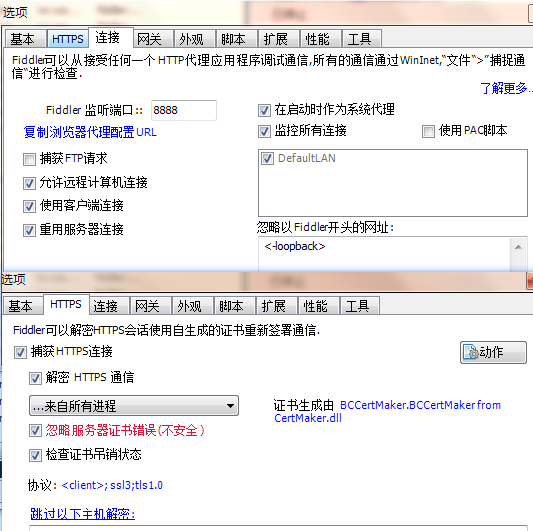 选项
基本 HTTPS 连接 网关 外观 脚本 扩展 性能 工具
Fiddler可以从接受任何一个 HTTP代理应用程序调试通信,所有的通信通过WinInet,“文件“>”捕捉通
信“进行检查.
了解更多..
Fiddler 监听端口:: 8888
在启动时作为系统代理
复制浏览器代理配置URL
监控所有连接
使用 PAC脚本
捕获FTP请求
DefaultLAN
允许远程计算机连接
使用客户端连接
重用服务器连接
忽略以Fiddler开头的网址:
<-loopback>
选项
基本 HTTPS 连接 网关 外观 脚本 扩展 性能 工具
Fiddler可以解密HTTPS会话使用自生成的证书重新签署通信.
捕获HTTPS连接
动作
解密 HTTPS 通信
...来自所有进程
证书生成由 BCCertMaker.BCCertMaker from
CertMaker.dll
忽略服务器证书错误(不安全)
检查证书吊销状态
协议: <client>; ssl3;tls1.0
跳过以下主机解密: